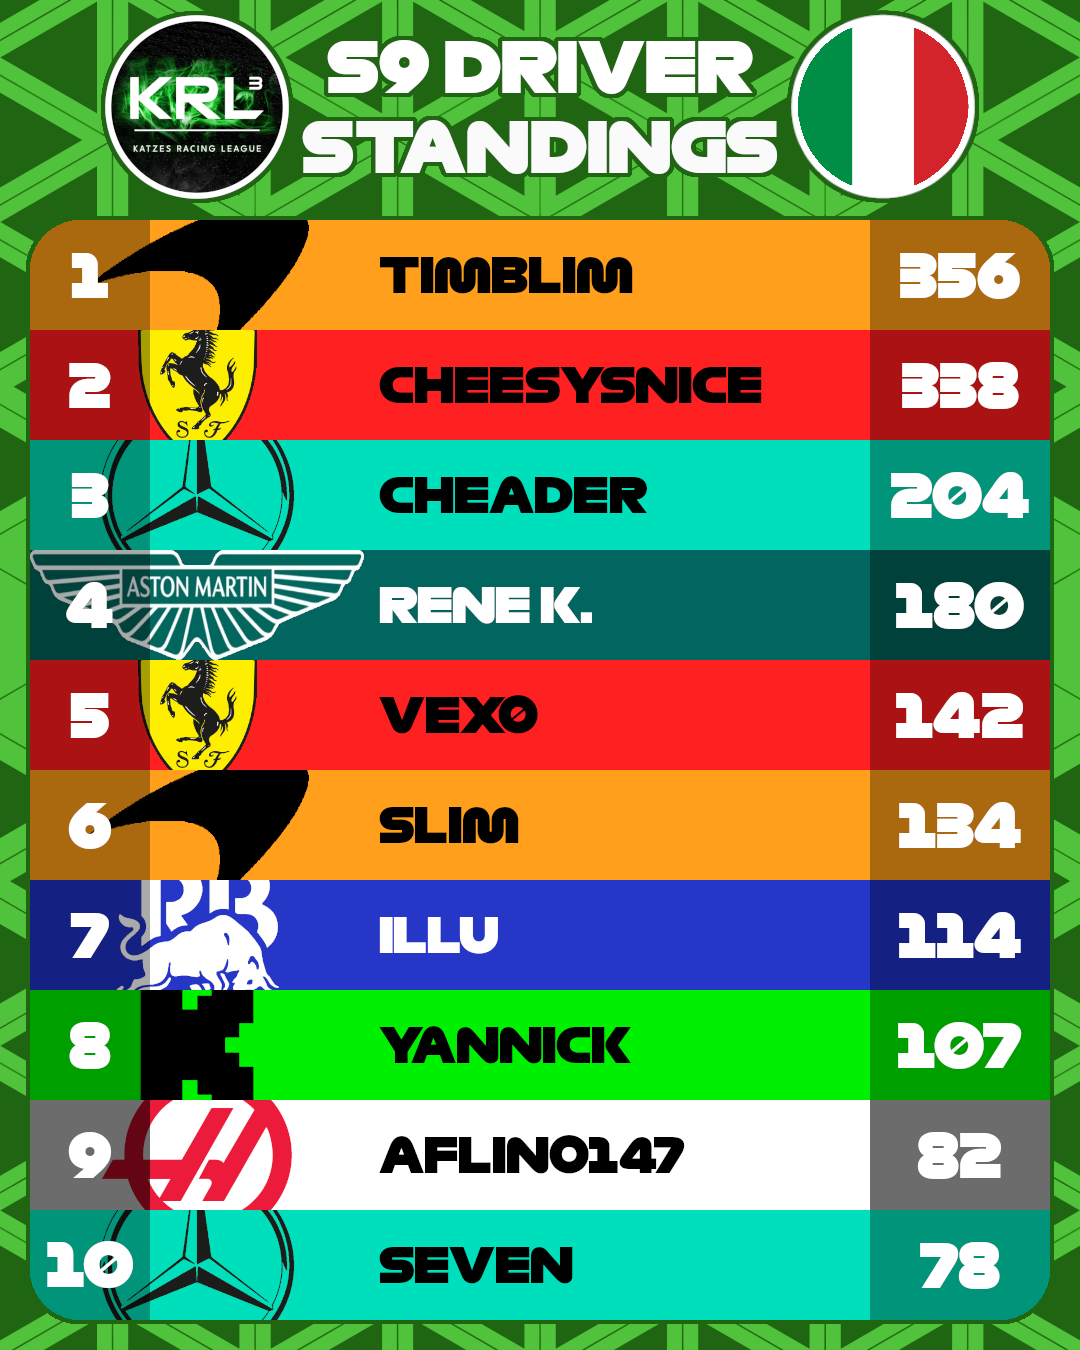 KRL3
KATZES RACING LEAGUE
S9 DRIVER
STANDINGS
1 TIMBLIM 356
2 S F CHEESYSNICE 338
3 CHEADER 204
4 ASTON MARTIN RENE K. 180
5 S F VEXO 142
6 SLIM 134
7 RB ILLU 114
8 YANNICK 107
9 AFLINO147 82
10 SEVEN 78